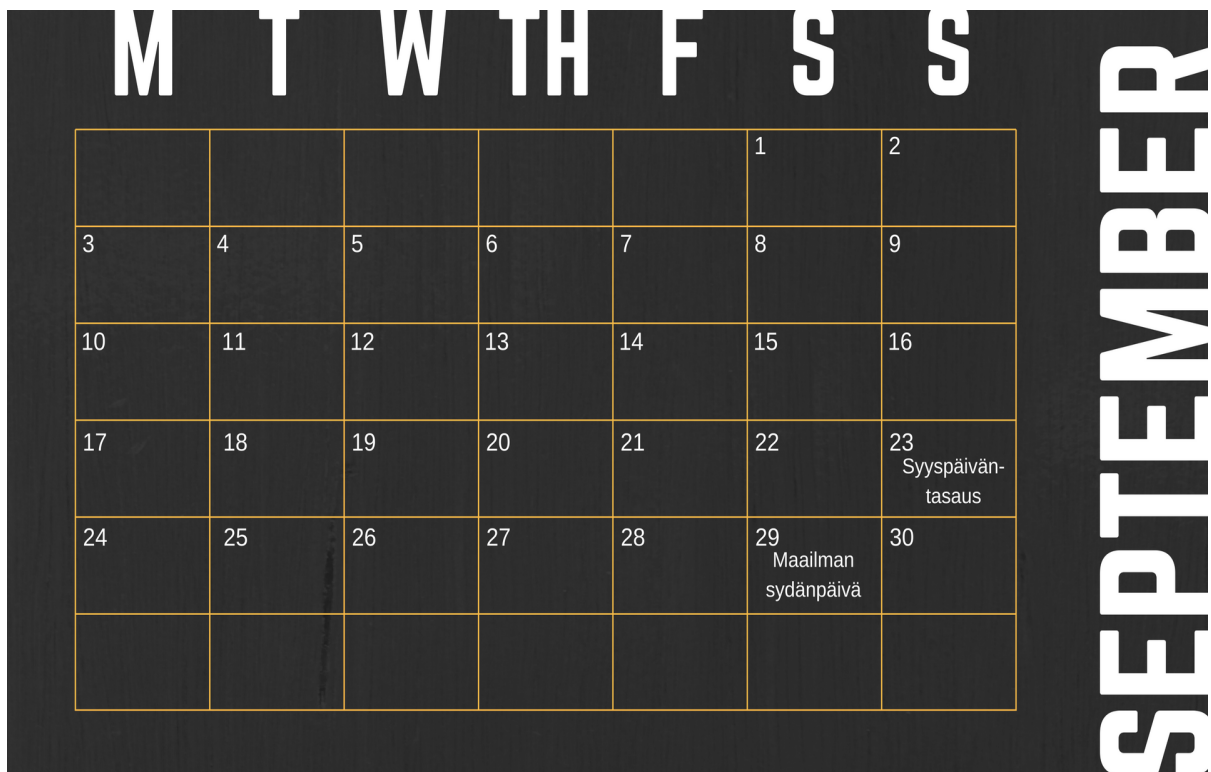 M T W TH F S S
1 2
3 4 5 6 7 8 9
10 11 12 13 14 15 16
17 18 19 20 21 22 23
Syyspäivän-
tasaus
24 25 26 27 28 29 30
Maailman
sydänpäivä
SEPTEMBER